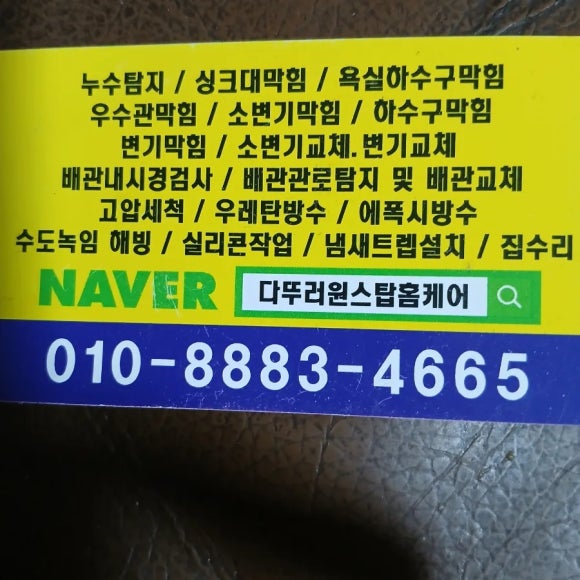 누수탐지 / 싱크대막힘 / 욕실하수구막힘
우수관막힘 / 소변기막힘 / 하수구막힘
변기막힘 / 소변기교체.변기교체
배관내시경검사 / 배관관로탐지 및 배관교체
고압세척 / 우레탄방수 / 에폭시방수
수도녹임 해빙 / 실리콘작업 / 냄새트렙설치 / 집수리
NAVER 다뚜러원스탑홈케어
010-8883-4665